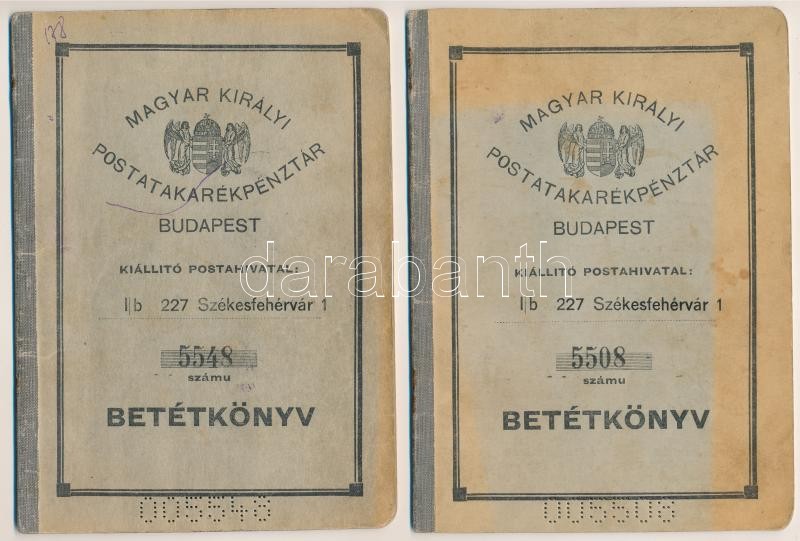 138
MAGYAR KIRÁLYI
POSTATAKARÉKPÉNZTÁR
BUDAPEST
KIÁLLITÓ POSTAHIVATAL:
I|b 227 Székesfehérvár 1
5548
számu
BETÉTKÖNYV
005548
MAGYAR KIRÁLYI
POSTATAKARÉKPÉNZTÁR
BUDAPEST
KIÁLLITÓ POSTAHIVATAL:
I|b 227 Székesfehérvár 1
5508
számu
BETÉTKÖNYV
005508
darabanth